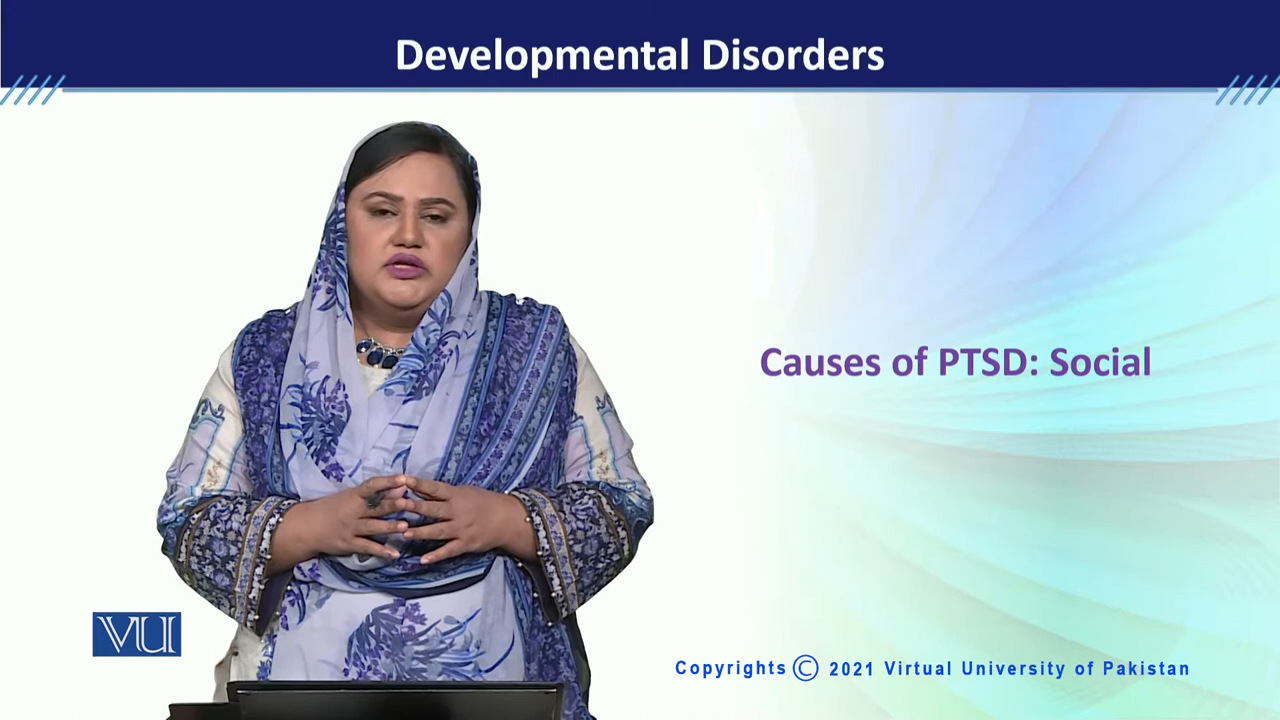 Developmental Disorders
Causes of PTSD: Social
VU
Copyrights © 2021 Virtual University of Pakistan